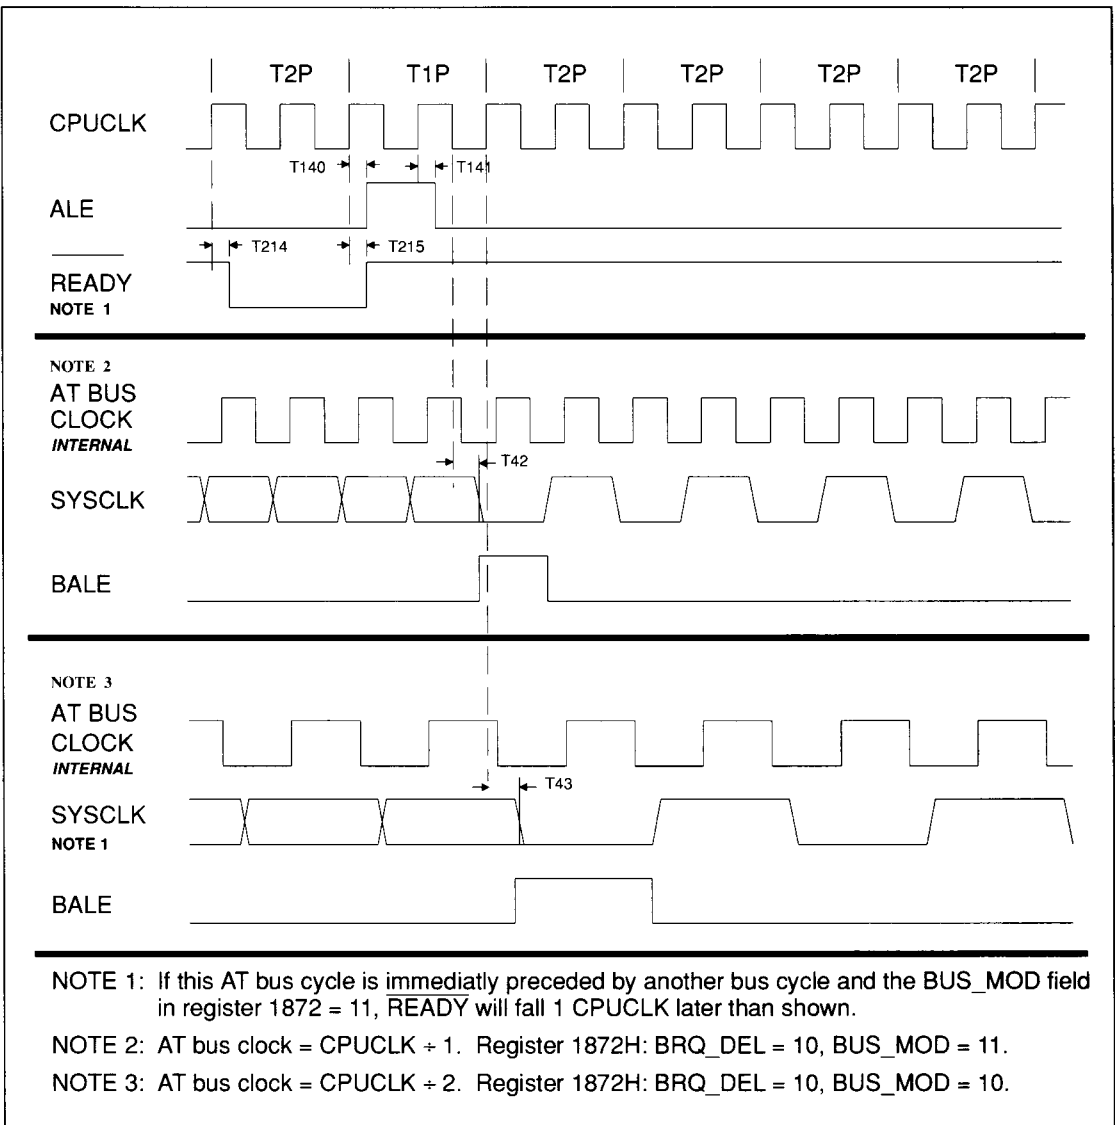 T2P T1P T2P T2P T2P T2P
CPUCLK
T140 T141
ALE
T214 T215
READY
NOTE 1
NOTE 2
AT BUS
CLOCK
INTERNAL
T42
SYSCLK
BALE
NOTE 3
AT BUS
CLOCK
INTERNAL
T43
SYSCLK
NOTE 1
BALE
NOTE 1: If this AT bus cycle is immediatly preceded by another bus cycle and the BUS_MOD field
in register 1872 = 11, READY will fall 1 CPUCLK later than shown.
NOTE 2: AT bus clock = CPUCLK ÷ 1. Register 1872H: BRQ_DEL = 10, BUS_MOD = 11.
NOTE 3: AT bus clock = CPUCLK ÷ 2. Register 1872H: BRQ_DEL = 10, BUS_MOD = 10.